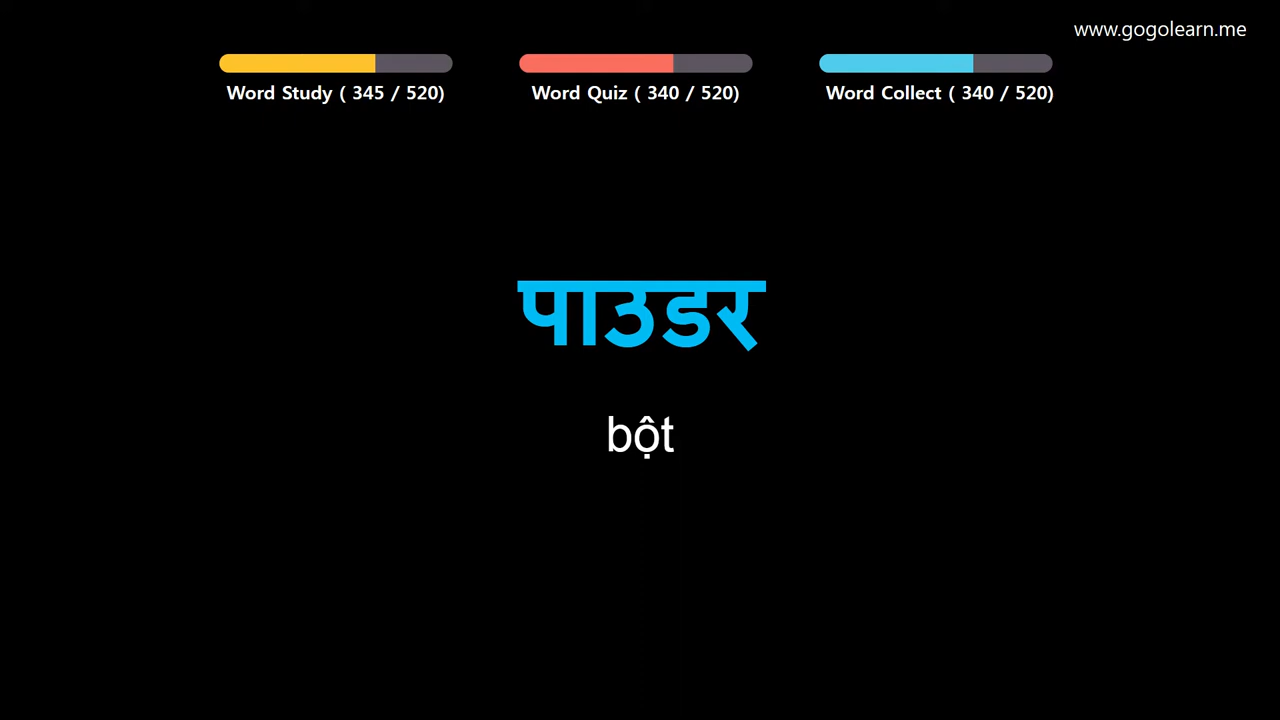 www.gogolearn.me
Word Study ( 345 / 520)
Word Quiz ( 340 / 520)
Word Collect ( 340 / 520)
पाउडर
bột